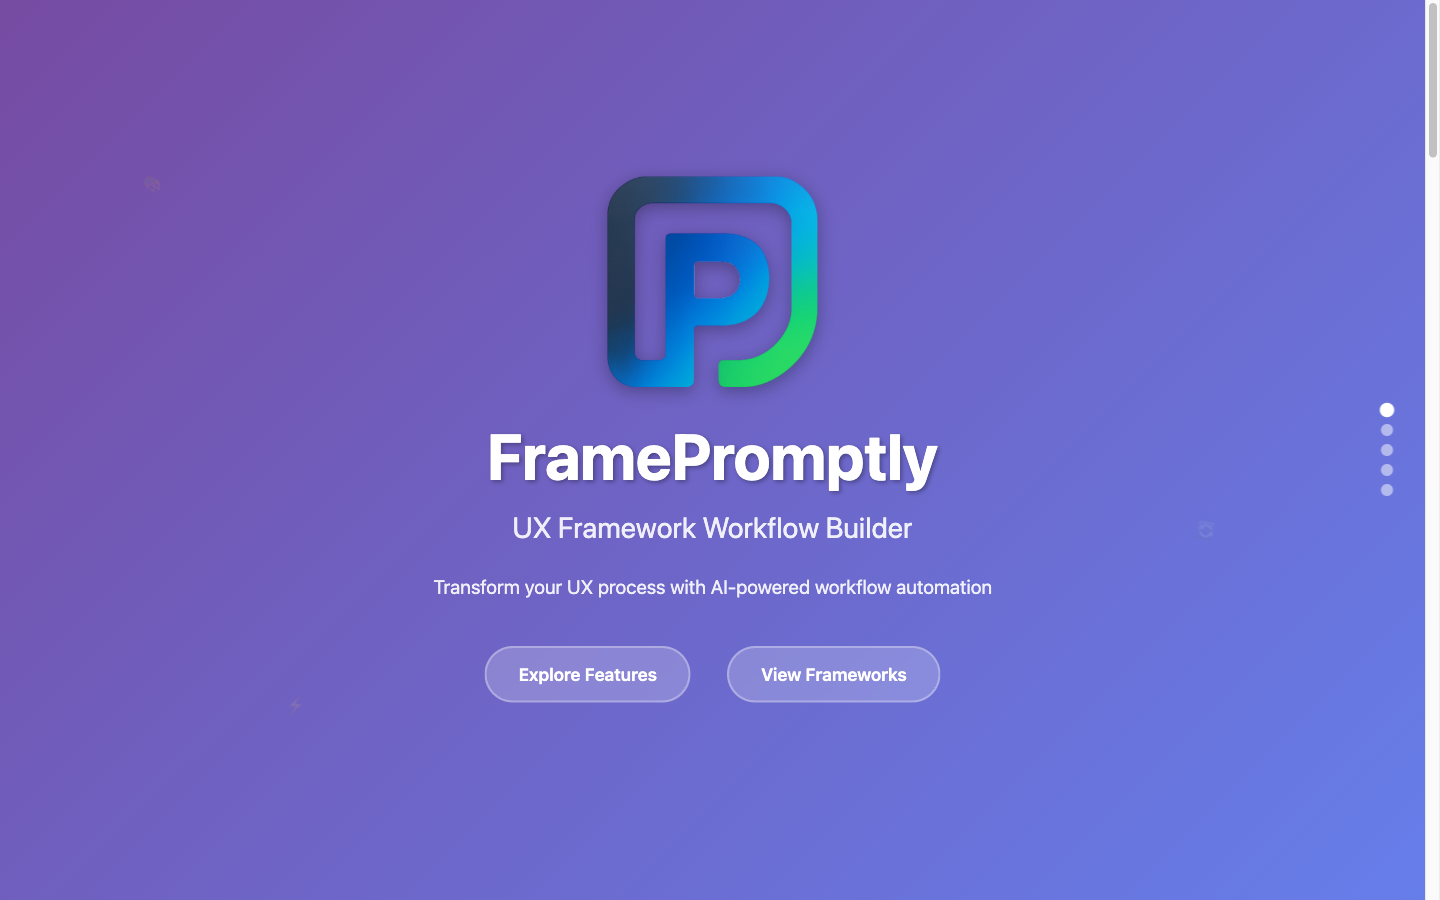 FramePromptly
UX Framework Workflow Builder
Transform your UX process with AI-powered workflow automation
Explore Features
View Frameworks